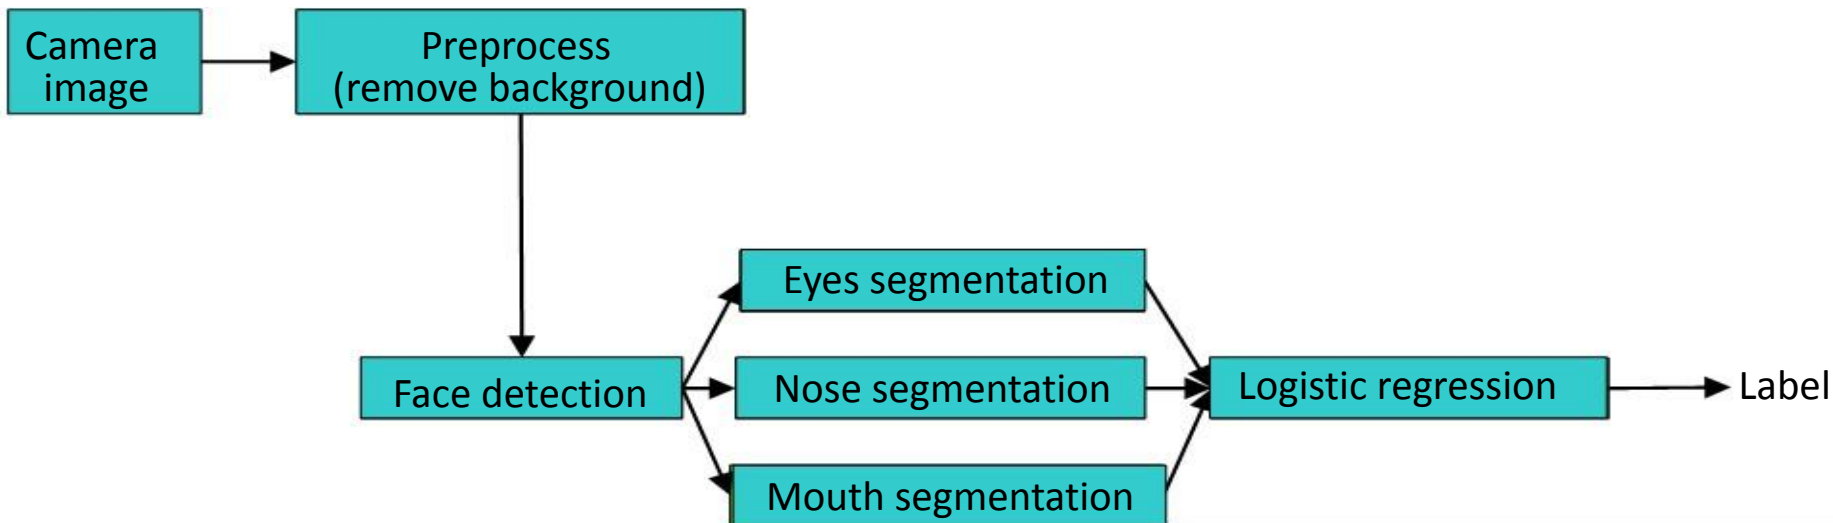 Camera
image
Preprocess
(remove background)
Eyes segmentation
Face detection
Nose segmentation
Logistic regression
Label
Mouth segmentation